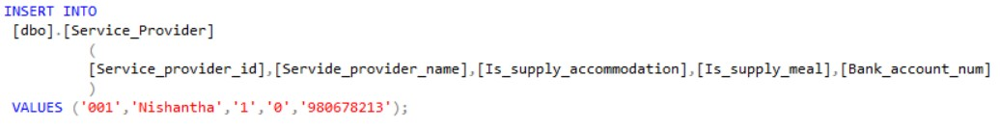 INSERT INTO
[dbo].[Service_Provider]
(
[Service_provider_id],[Servide_provider_name],[Is_supply_accommodation],[Is_supply_meal],[Bank_account_num]
)
VALUES ('001','Nishantha','1','0','980678213');